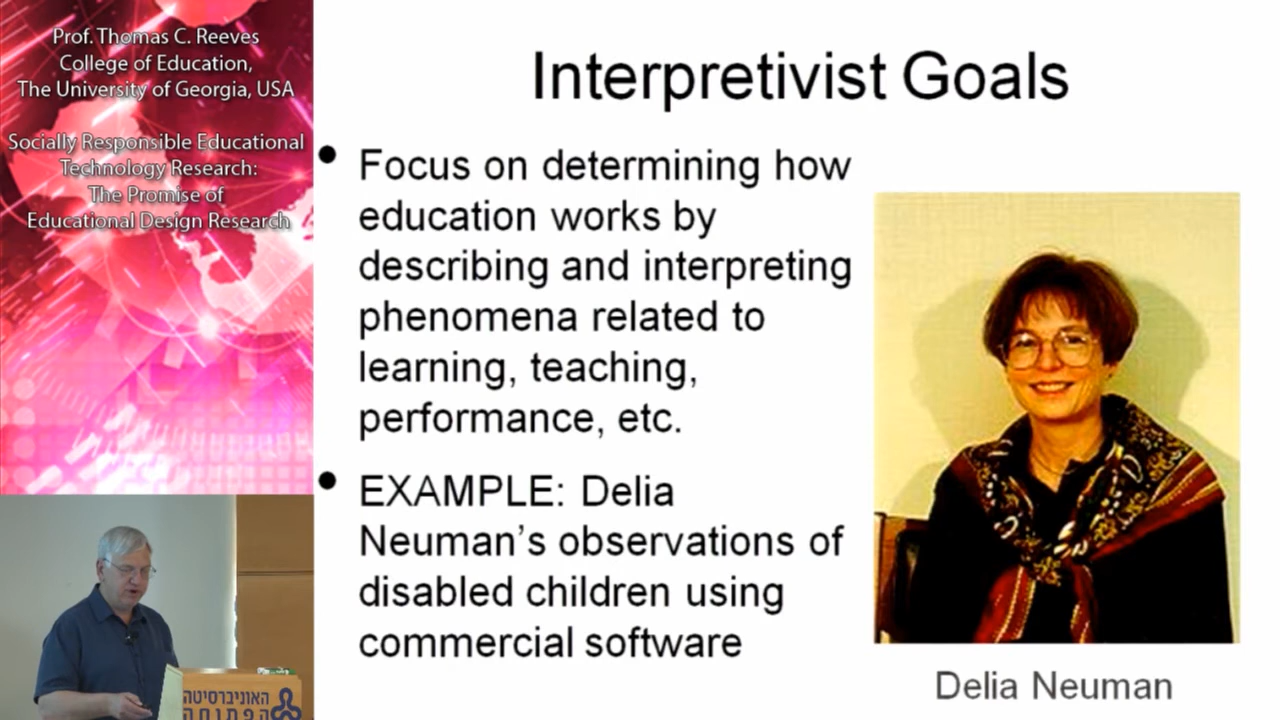 Prof. Thomas C. Reeves
College of Education,
The University of Georgia, USA
Socially Responsible Educational
Technology Research:
The Promise of
Educational Design Research
Interpretivist Goals
• Focus on determining how
education works by
describing and interpreting
phenomena related to
learning, teaching,
performance, etc.
• EXAMPLE: Delia
Neuman's observations of
disabled children using
commercial software
Delia Neuman
האוניברסיטה
הפתוחה